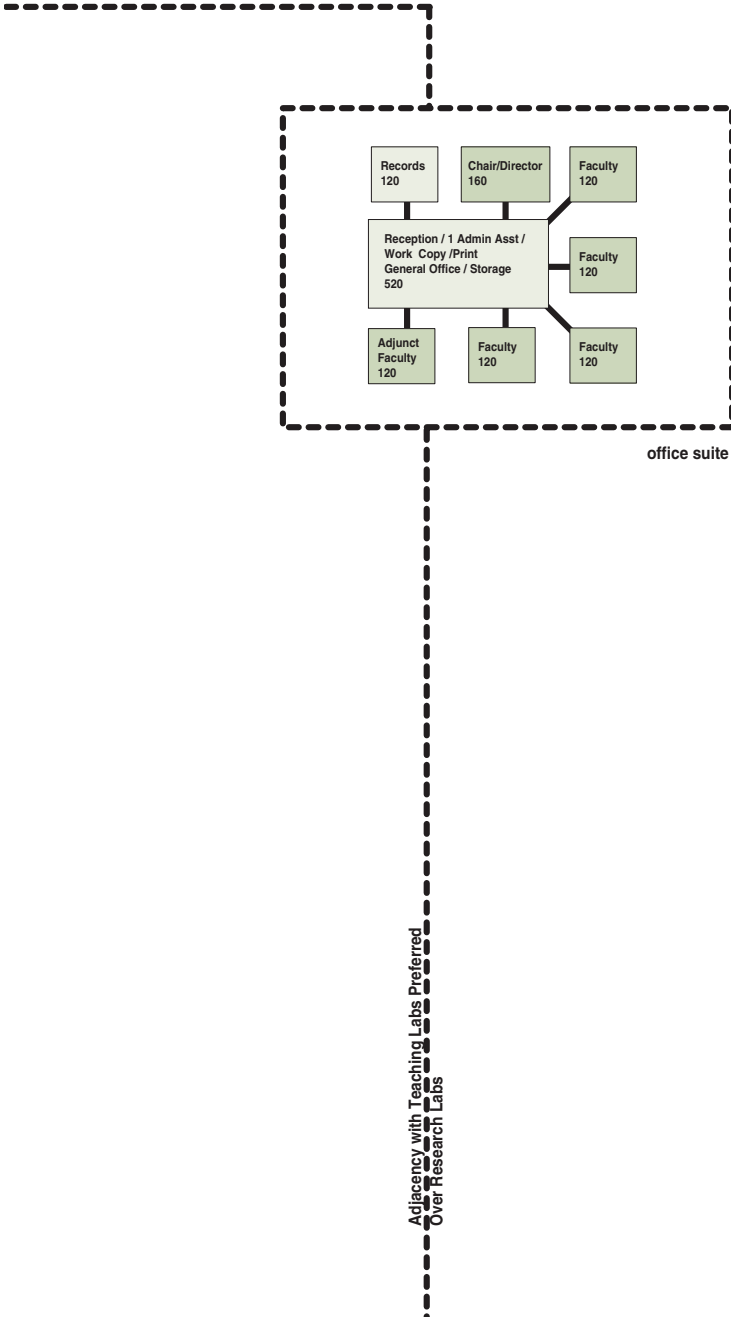 Records
120
Chair/Director
160
Faculty
120
Reception / 1 Admin Asst /
Work Copy /Print
General Office / Storage
520
Faculty
120
Adjunct
Faculty
120
Faculty
120
Faculty
120
office suite
Adjacency with Teaching Labs Preferred
Over Research Labs